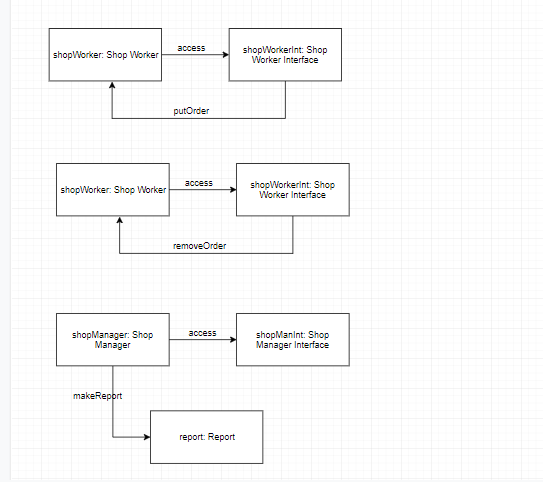 access
shopWorker: Shop Worker
shopWorkerInt: Shop
Worker Interface
putOrder
access
shopWorker: Shop Worker
shopWorkerInt: Shop
Worker Interface
removeOrder
access
shopManager: Shop
Manager
shopManInt: Shop
Manager Interface
makeReport
report: Report